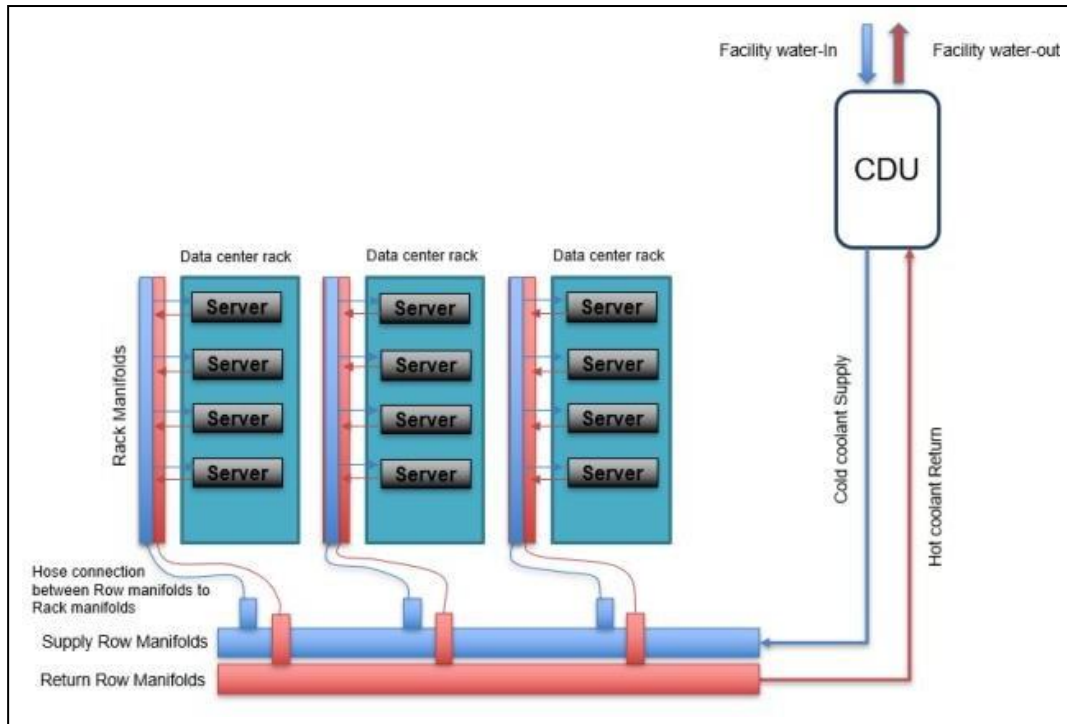 Facility water-In
Facility water-out
CDU
Data center rack
Data center rack
Data center rack
Server
Server
Server
Server
Server
Server
Server
Server
Server
Server
Server
Server
Rack Manifolds
Cold coolant Supply
Hot coolant Return
Hose connection
between Row manifolds to
Rack manifolds
Supply Row Manifolds
Return Row Manifolds